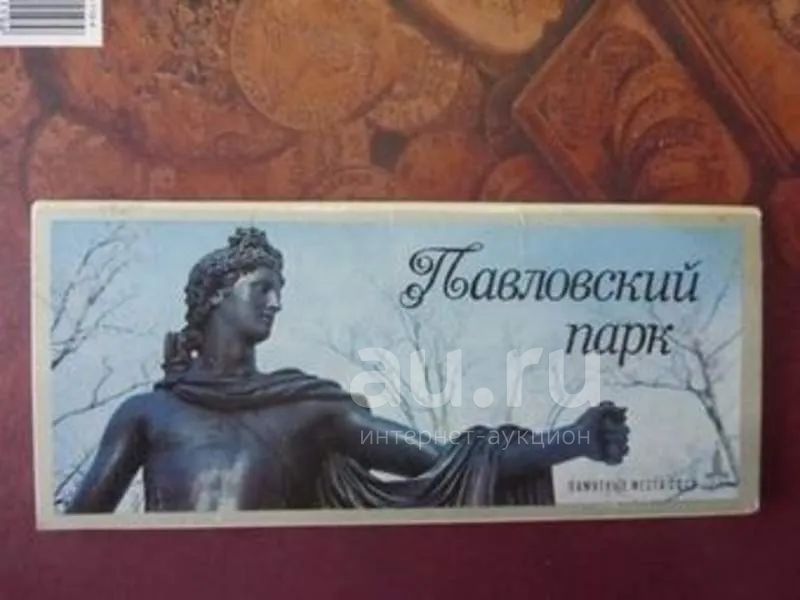 Павловский
парк
au.ru
интернет-аукцион
ПАМЯТНЫЕ МЕСТА СССР